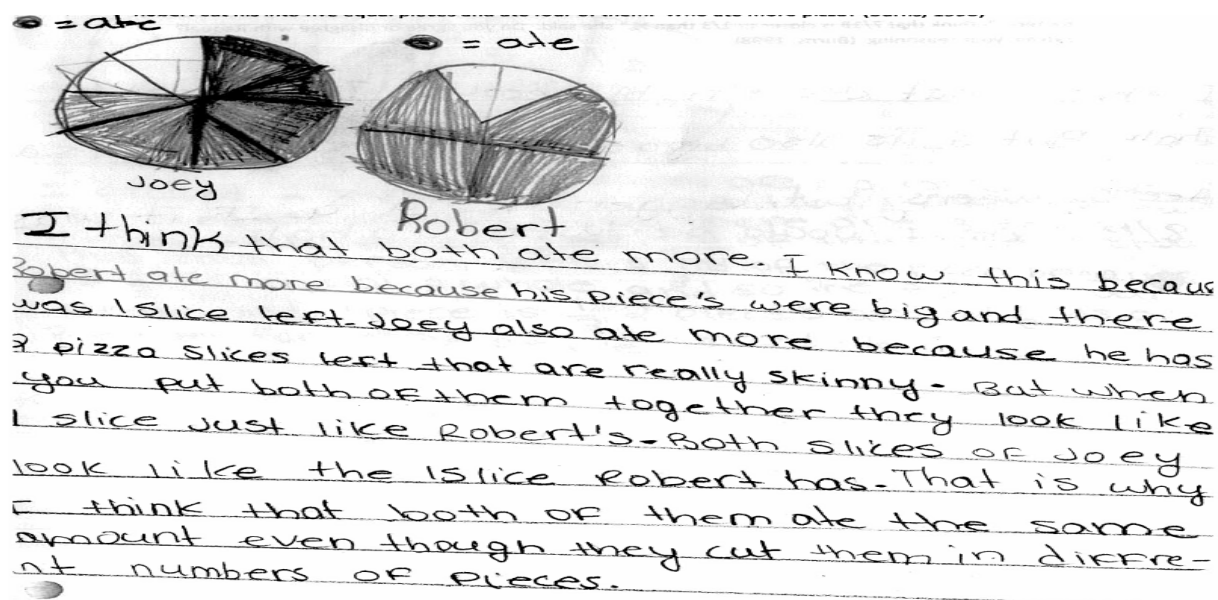 = ate
= ate
Joey
Robert
I think that both ate more. I know this becaus
Robert ate more because his piece's were big and there
was 1 slice left. Joey also ate more because he has
pizza slices left that are really skinny. But when
you put both of them together they look like
1 slice just like Robert's. Both slices of Joey
look like the 1slice Robert has. That is why
I think that both of them ate the same
amount even though they cut them in diffre-
nt numbers of pieces.